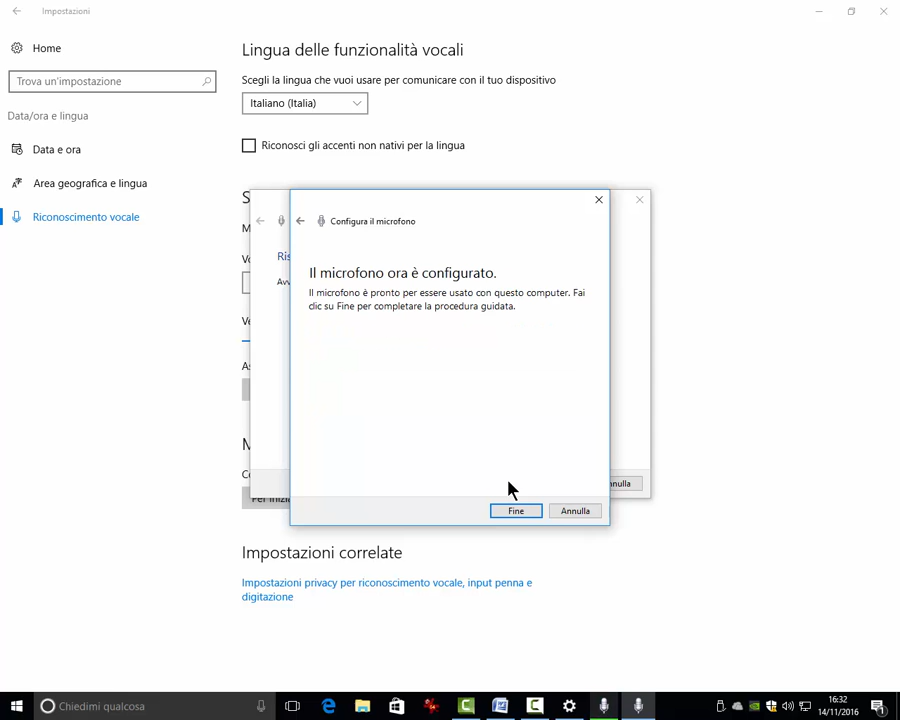 Impostazioni
Home
Trova un'impostazione
Data/ora e lingua
Data e ora
Area geografica e lingua
Riconoscimento vocale
Lingua delle funzionalità vocali
Scegli la lingua che vuoi usare per comunicare con il tuo dispositivo
Italiano (Italia)
Riconosci gli accenti non nativi per la lingua
Configura il microfono
Il microfono ora è configurato.
Il microfono è pronto per essere usato con questo computer. Fai
clic su Fine per completare la procedura guidata.
Fine
Annulla
Impostazioni correlate
Impostazioni privacy per riconoscimento vocale, input penna e
digitazione
Chiedimi qualcosa
16:32
14/11/2016